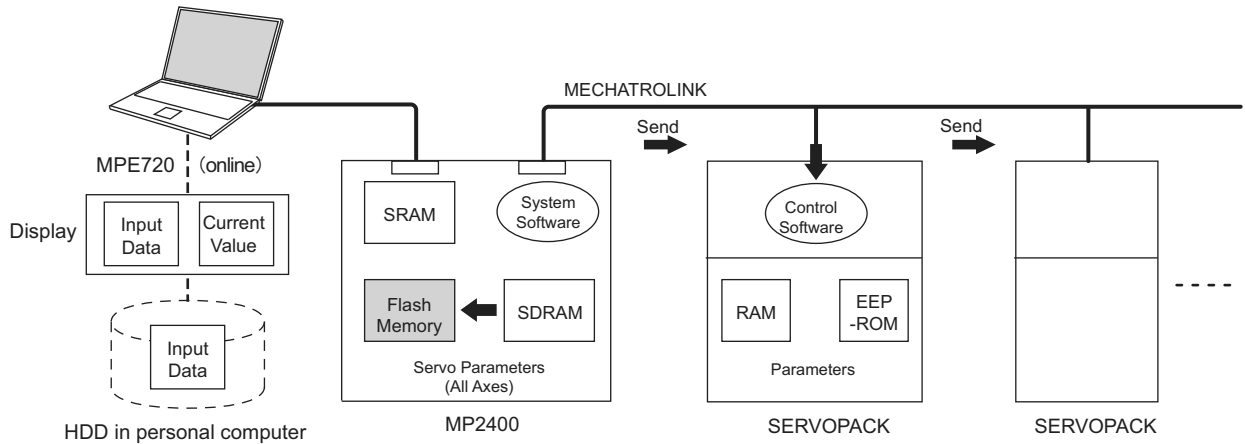 MECHATROLINK
Send
Send
MPE720 (online)
Display
Input
Data
Current
Value
Input
Data
HDD in personal computer
SRAM
System
Software
Flash
Memory
SDRAM
Servo Parameters
(All Axes)
MP2400
Control
Software
RAM
EEP
-ROM
Parameters
SERVOPACK
SERVOPACK